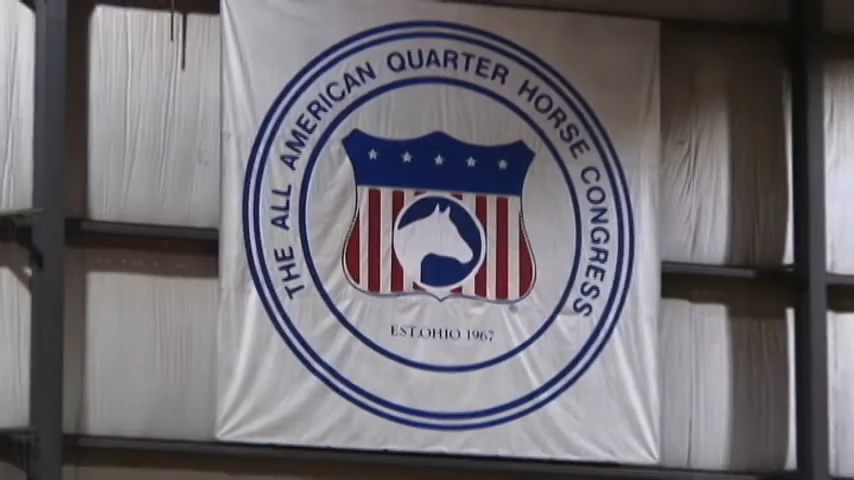 THE ALL AMERICAN QUARTER HORSE CONGRESS
EST.OHIO 1967